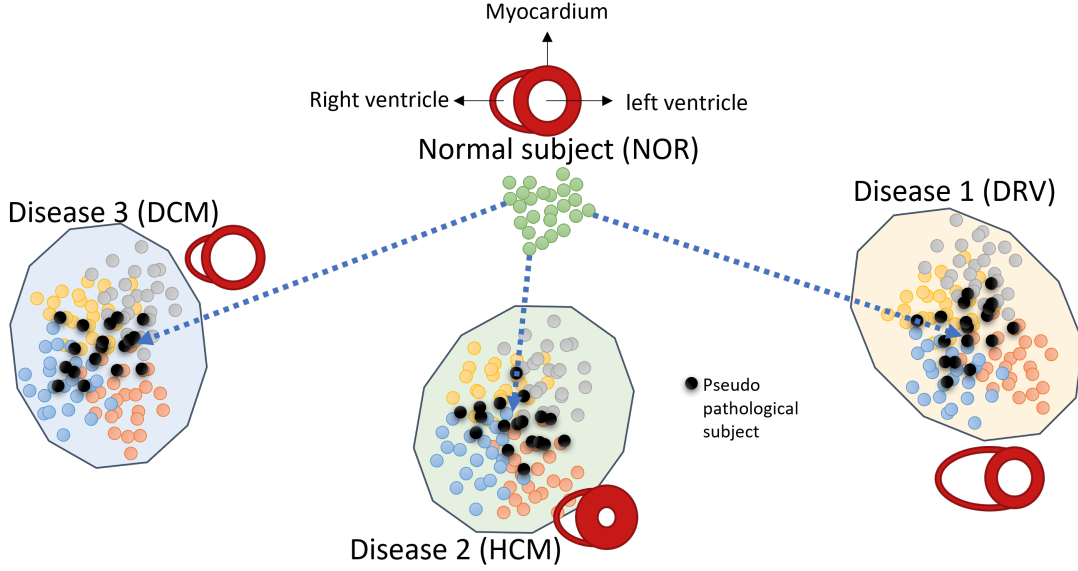 Myocardium
Right ventricle
left ventricle
Normal subject (NOR)
Disease 3 (DCM)
Disease 1 (DRV)
Pseudo
pathological
subject
Disease 2 (HCM)